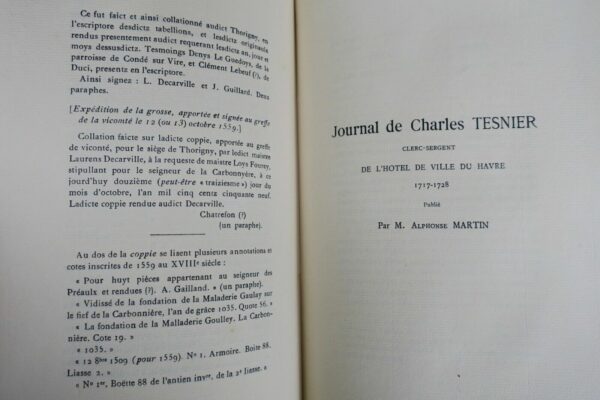 Ce fut faict et ainsi collationné audict Thorigny, en
l'escriptore desdictz tabellions, et lesdictz originaulx
rendus presentement audict requerant lesdictz an, jour et
moys dessusdictz. Tesmoings Denys Le Guedoys, de la
parroisse de Condé sur Vire, et Clément Lebeuf (?), de
Duci, presents en l'escriptore.
Ainsi signez : L. Decarville et J. Guillard. Deux
paraphes.
[Expédition de la grosse, apportée et signée au greffe
de la vicomté le 12 (ou 13) octobre 1559.]
Collation faicte sur ladicte coppie, apportée au greffe
de viconté, pour le siège de Thorigny, par ledict maistre
Laurens Decarville, à la requeste de maistre Loys Fourey,
stipullant pour le seigneur de la Carbonnyère, à ce
jourd'huy douzième (peut-être « traiziesme ») jour du
mois d'octobre, l'an mil cinq centz cinquante neuf.
Ladicte coppie rendue audict Decarville.
Chatrefon (?)
(un paraphe).
Au dos de la coppie se lisent plusieurs annotations et
cotes inscrites de 1559 au XVIIIe siècle :
« Pour huyt pièces appartenant au seigneur des
Préaulx et rendues (?). A. Gailland. » (un paraphe).
« Vidissé de la fondation de la Maladerie Gaulay sur
le fief de la Carbonnière, l'an de grâce 1035. Quote 56. »
« La fondation de la Malladerie Goulley. La Carbon-
nière. Cote 19. »
« 1035. »
« 12 8bre 1509 (pour 1559). No 1. Armoire. Boite 88.
Liasse 2. »
« No 1er, Boëtte 88 de l'antien invre, de la 2e liasse. »
Journal de Charles TESNIER
CLERC-SERGENT
DE L'HOTEL DE VILLE DU HAVRE
1717-1728
Publié
Par M. Alphonse MARTIN